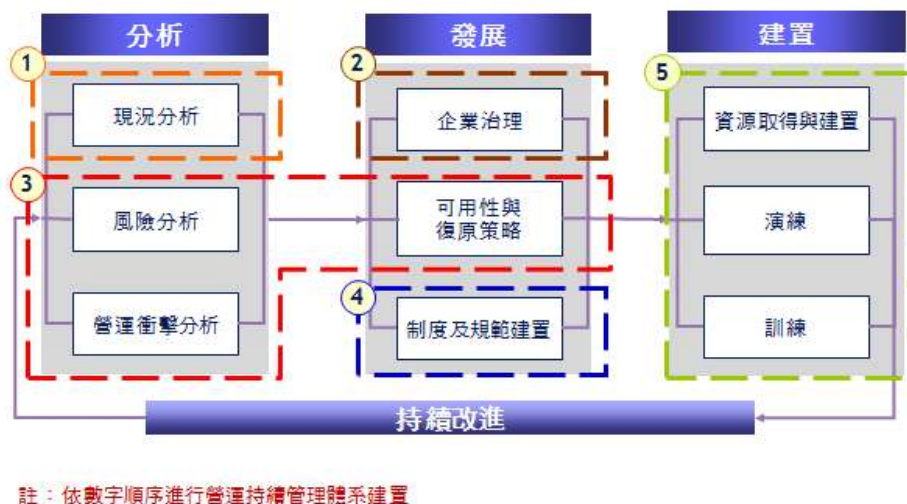 分析
發展
建置
1
2
5
現況分析
企業治理
資源取得與建置
3
風險分析
可用性與
復原策略
演練
4
營運衝擊分析
制度及規範建置
訓練
持續改進
註：依數字順序進行營運持續管理體系建置